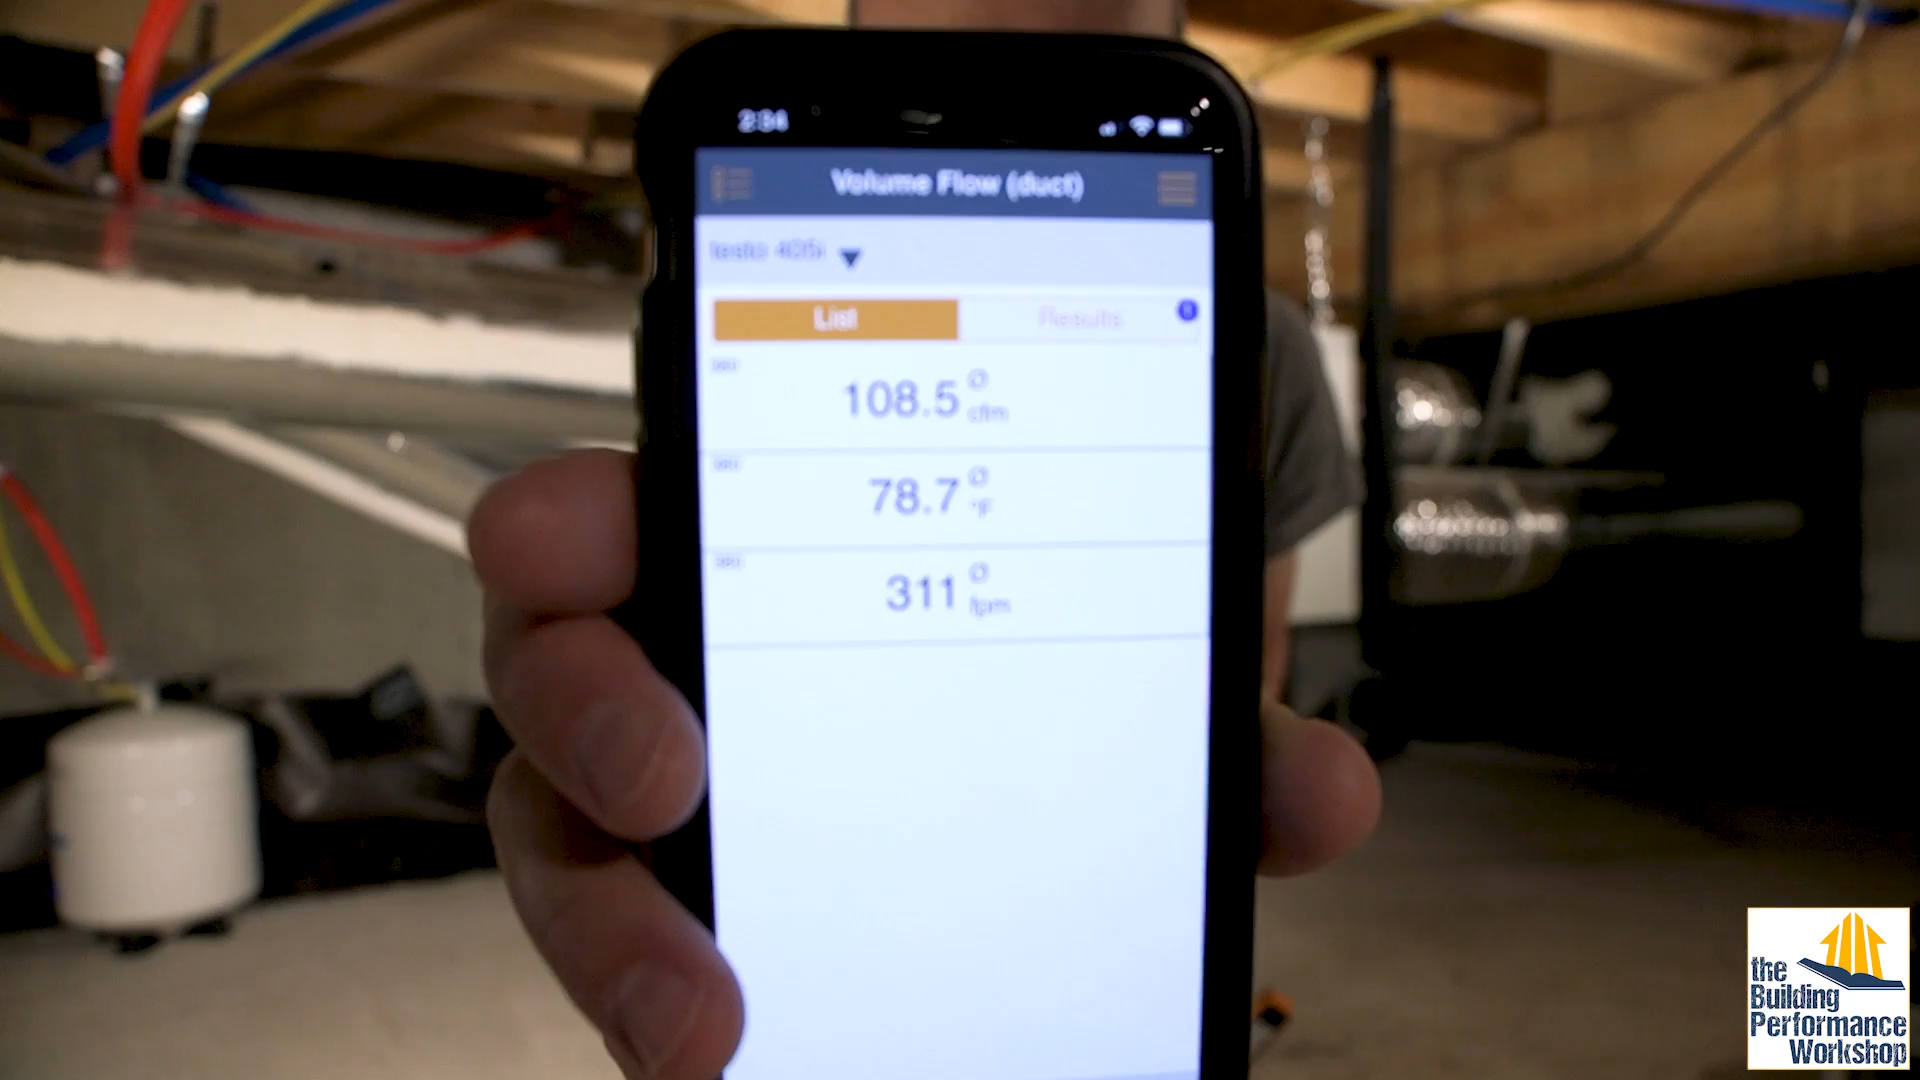 2:34
Volume Flow (duct)
testo 405i
List
Results
108.5 Ø cfm
78.7 Ø °F
311 Ø fpm
the
Building
Performance
Workshop